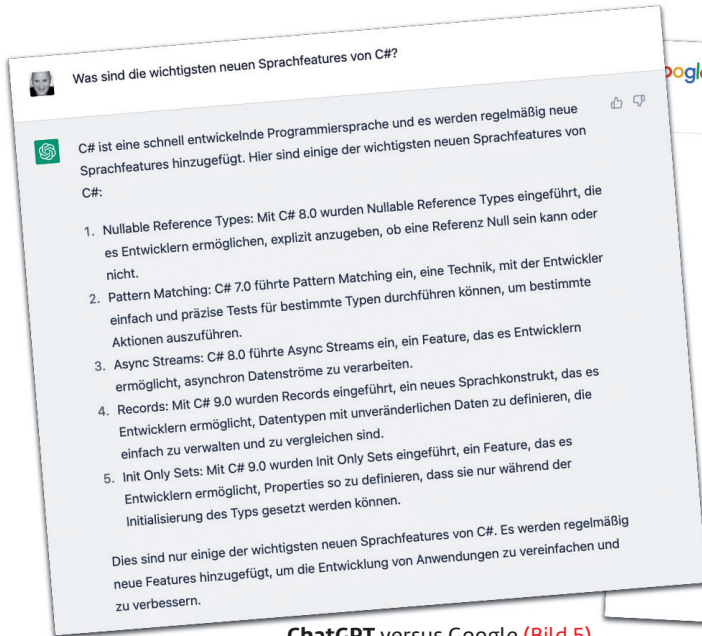 Was sind die wichtigsten neuen Sprachfeatures von C#?
C# ist eine schnell entwickelnde Programmiersprache und es werden regelmäßig neue
Sprachfeatures hinzugefügt. Hier sind einige der wichtigsten neuen Sprachfeatures von
C#:
1. Nullable Reference Types: Mit C# 8.0 wurden Nullable Reference Types eingeführt, die
es Entwicklern ermöglichen, explizit anzugeben, ob eine Referenz Null sein kann oder
nicht.
2. Pattern Matching: C# 7.0 führte Pattern Matching ein, eine Technik, mit der Entwickler
einfach und präzise Tests für bestimmte Typen durchführen können, um bestimmte
Aktionen auszuführen.
3. Async Streams: C# 8.0 führte Async Streams ein, ein Feature, das es Entwicklern
ermöglicht, asynchron Datenströme zu verarbeiten.
4. Records: Mit C# 9.0 wurden Records eingeführt, ein neues Sprachkonstrukt, das es
Entwicklern ermöglicht, Datentypen mit unveränderlichen Daten zu definieren, die
einfach zu verwalten und zu vergleichen sind.
5. Init Only Sets: Mit C# 9.0 wurden Init Only Sets eingeführt, ein Feature, das es
Entwicklern ermöglicht, Properties so zu definieren, dass sie nur während der
Initialisierung des Typs gesetzt werden können.
Dies sind nur einige der wichtigsten neuen Sprachfeatures von C#. Es werden regelmäßig
neue Features hinzugefügt, um die Entwicklung von Anwendungen zu vereinfachen und
zu verbessern.
ChatGPT versus Google (Bild 5)